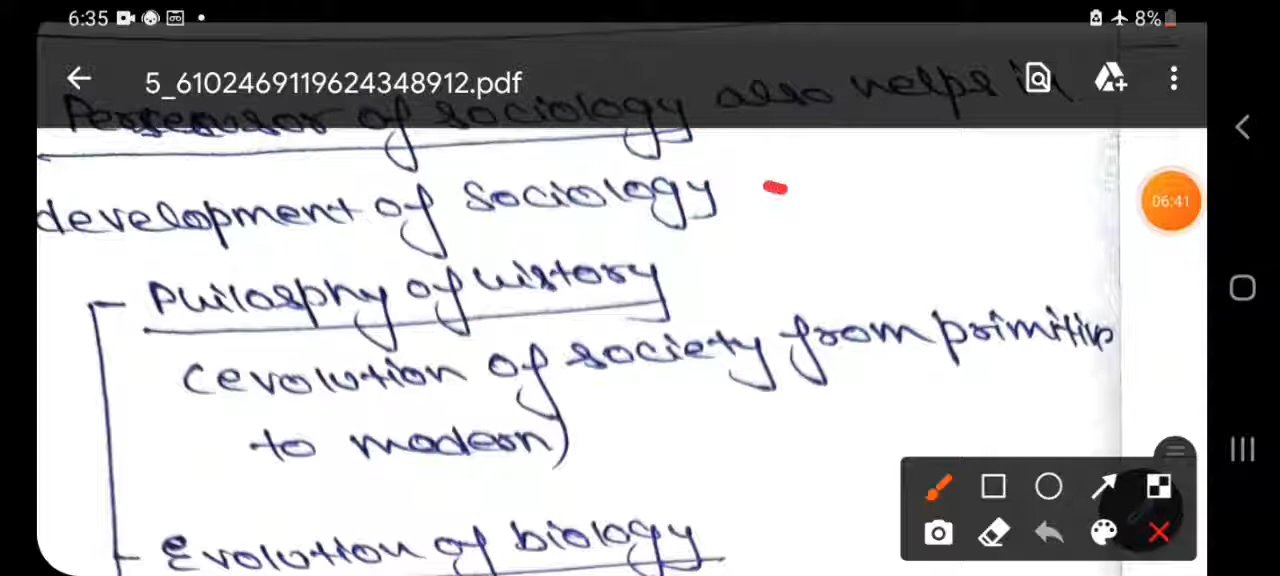 6:35 8%
5_6102469119624348912.pdf
of sociology also helps in
development of sociology
Philosphy of history
(evolution of society from primitive
to modern)
Evolution of biology
06:41